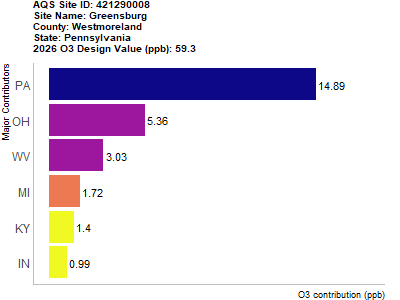 AQS Site ID: 421290008
Site Name: Greensburg
County: Westmoreland
State: Pennsylvania
2026 O3 Design Value (ppb): 59.3
Major Contributors
PA 14.89
OH 5.36
WV 3.03
MI 1.72
KY 1.4
IN 0.99
O3 contribution (ppb)